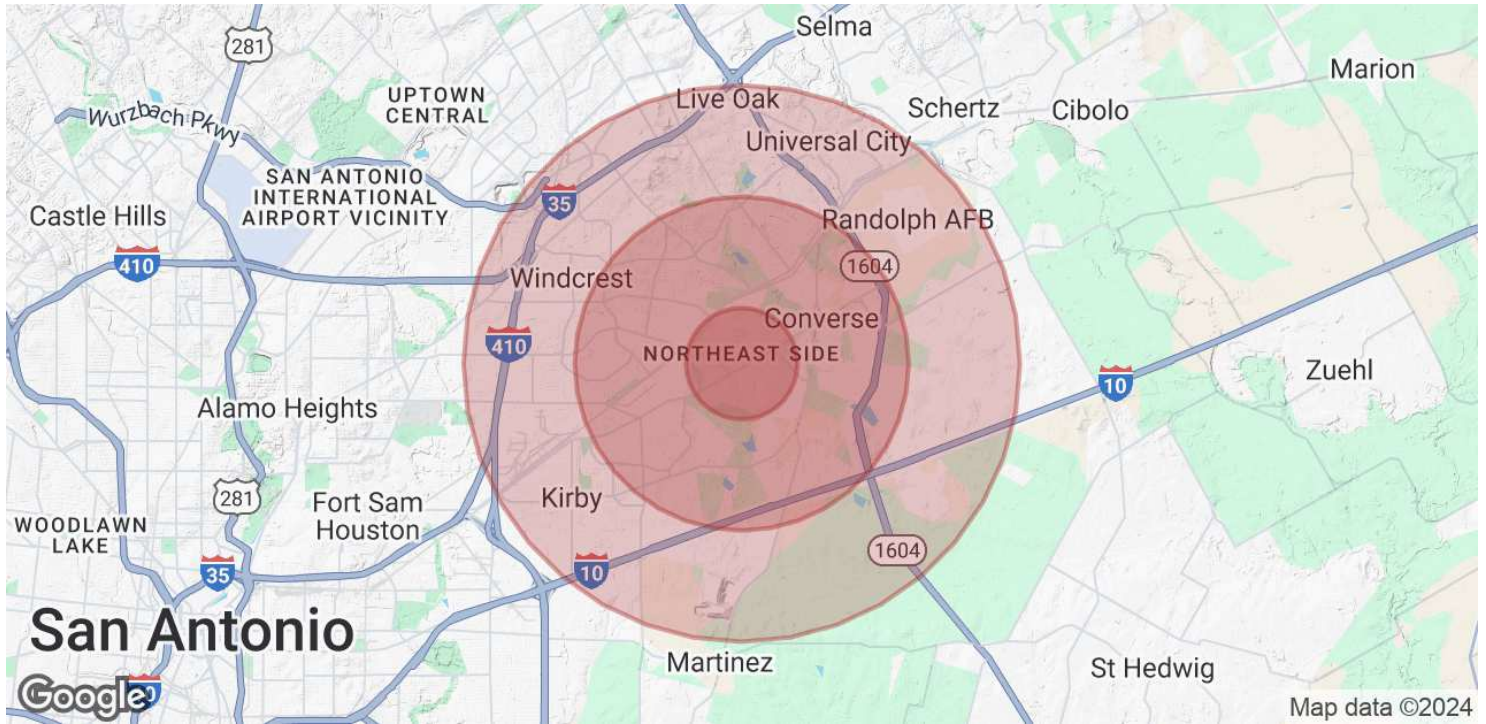 Selma
281
Marion
UPTOWN
CENTRAL
Live Oak
Schertz
Cibolo
Wurzbach Pkwy
Universal City
SAN ANTONIO
INTERNATIONAL
AIRPORT VICINITY
35
Castle Hills
Randolph AFB
410
1604
Windcrest
Converse
410
NORTHEAST SIDE
10
Zuehl
Alamo Heights
281
Kirby
Fort Sam
Houston
WOODLAWN
LAKE
1604
35
10
San Antonio
Martinez
St Hedwig
Google
Map data ©2024